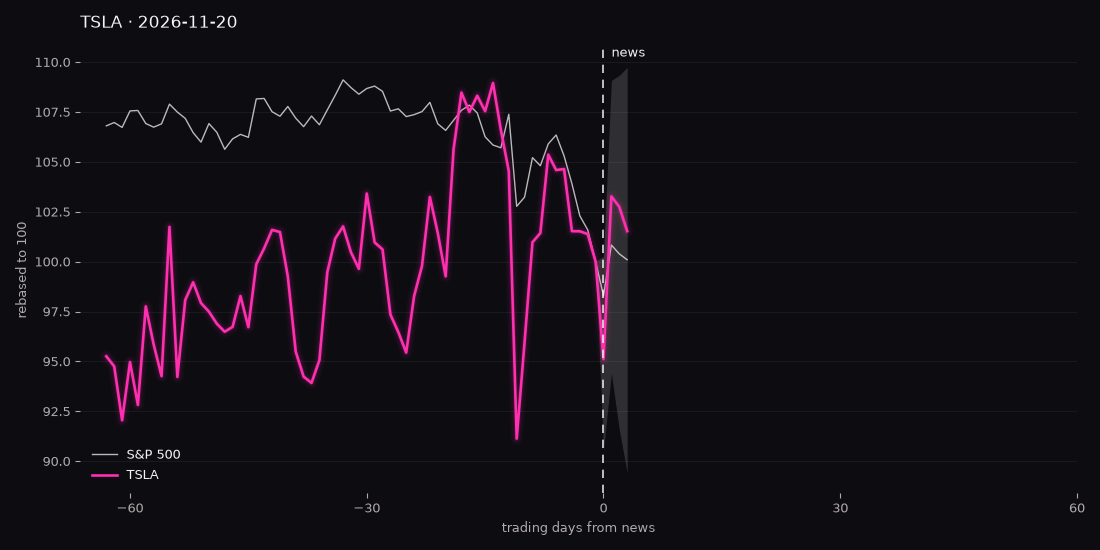 TSLA · 2026-11-20
news
110.0
107.5
105.0
102.5
100.0
97.5
95.0
92.5
90.0
rebased to 100
S&P 500
TSLA
−60
−30
0
30
60
trading days from news